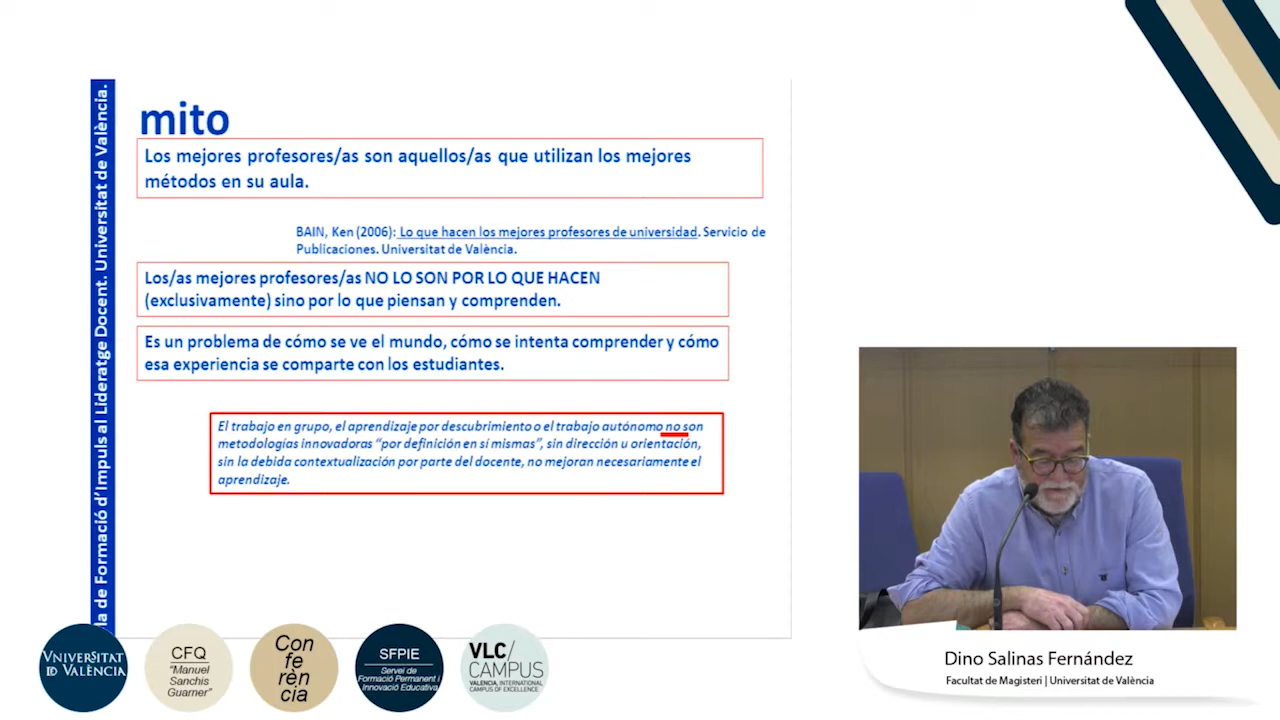 mito
Los mejores profesores/as son aquellos/as que utilizan los mejores
métodos en su aula.
BAIN, Ken (2006): Lo que hacen los mejores profesores de universidad. Servicio de
Publicaciones. Universitat de València.
Los/as mejores profesores/as NO LO SON POR LO QUE HACEN
(exclusivamente) sino por lo que piensan y comprenden.
Es un problema de cómo se ve el mundo, cómo se intenta comprender y cómo
esa experiencia se comparte con los estudiantes.
El trabajo en grupo, el aprendizaje por descubrimiento o el trabajo autónomo no son
metodologías innovadoras "por definición en sí mismas", sin dirección u orientación,
sin la debida contextualización por parte del docente, no mejoran necesariamente el
aprendizaje.
la de Formació d'Impuls al Lideratge Docent. Universitat de València.
Dino Salinas Fernández
Facultat de Magisteri | Universitat de València
VNIVERSITAT
ID VALÈNCIA
CFQ
"Manuel
Sanchis
Guarner"
Con
fe
rèn
cia
SFPIE
Servei de
Formació Permanent i
Innovació Educativa
VLC/
CAMPUS
VALENCIA, INTERNATIONAL
CAMPUS OF EXCELLENCE